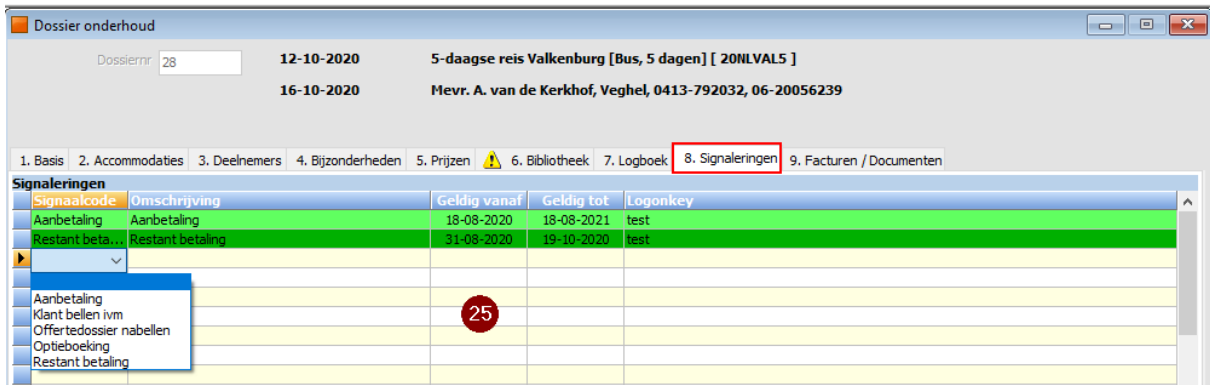 Dossier onderhoud
Dossiernr 28 12-10-2020 5-daagse reis Valkenburg [Bus, 5 dagen] [ 20NLVAL5 ]
16-10-2020 Mevr. A. van de Kerkhof, Veghel, 0413-792032, 06-20056239
1. Basis 2. Accommodaties 3. Deelnemers 4. Bijzonderheden 5. Prijzen 6. Bibliotheek 7. Logboek 8. Signaleringen 9. Facturen / Documenten
Signaleringen
Signaalcode Omschrijving Geldig vanaf Geldig tot Logonkey
Aanbetaling Aanbetaling 18-08-2020 18-08-2021 test
Restant beta... Restant betaling 31-08-2020 19-10-2020 test
Aanbetaling
Klant bellen ivm
25
Offertedossier nabellen
Optieboeking
Restant betaling